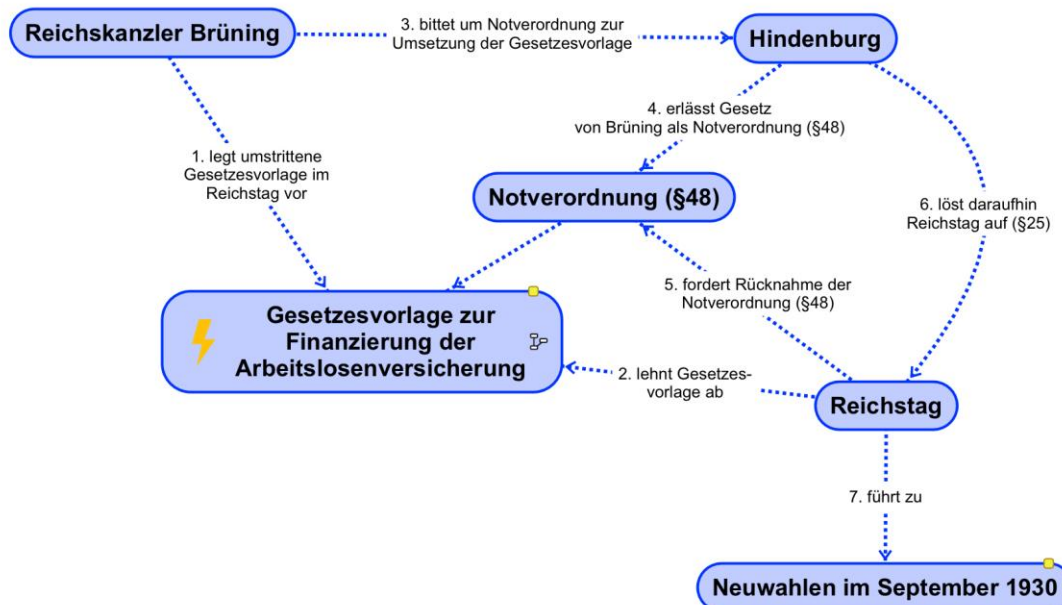 Reichskanzler Brüning
3. bittet um Notverordnung zur
Umsetzung der Gesetzesvorlage
Hindenburg
4. erlässt Gesetz
von Brüning als Notverordnung (§48)
1. legt umstrittene
Gesetzesvorlage im
Reichstag vor
Notverordnung (§48)
6. löst daraufhin
Reichstag auf (§25)
5. fordert Rücknahme der
Notverordnung (§48)
Gesetzesvorlage zur
Finanzierung der
Arbeitslosenversicherung
2. lehnt Gesetzes-
vorlage ab
Reichstag
7. führt zu
Neuwahlen im September 1930